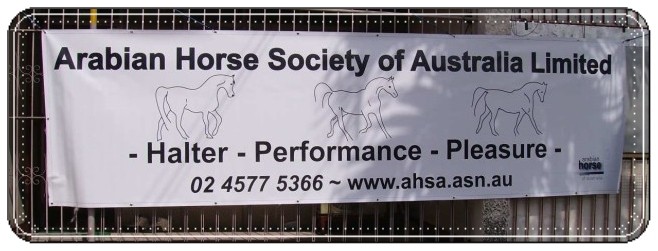 Arabian Horse Society of Australia Limited
- Halter - Performance - Pleasure -
arabian
horse
02 4577 5366 ~ www.ahsa.asn.au